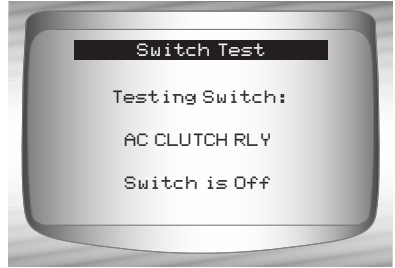 Switch Test
Testing Switch:
AC CLUTCH RLY
Switch is Off